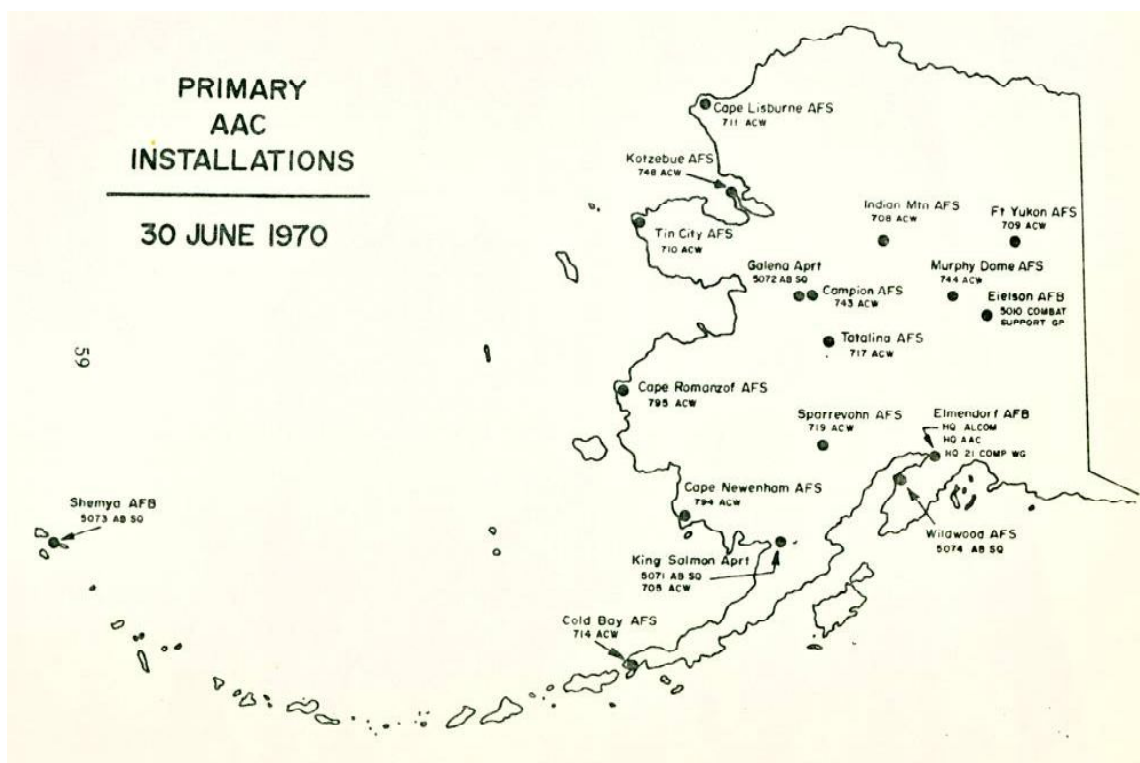 PRIMARY
AAC
INSTALLATIONS
30 JUNE 1970
59
Cape Lisburne AFS
711 ACW
Kotzebue AFS
748 ACW
Tin City AFS
710 ACW
Indian Mtn AFS
708 ACW
Ft Yukon AFS
709 ACW
Galena Aprt
5072 AB SQ
Campion AFS
743 ACW
Murphy Dome AFS
744 ACW
Eielson AFB
5010 COMBAT
SUPPORT GP
Tatalina AFS
717 ACW
Cape Romanzof AFS
795 ACW
Sparrevohn AFS
719 ACW
Elmendorf AFB
HQ ALCOM
HQ AAC
HQ 21 COMP WG
Shemya AFB
5073 AB SQ
Cape Newenham AFS
794 ACW
Wildwood AFS
5074 AB SQ
King Salmon Aprt
5071 AB SQ
705 ACW
Cold Bay AFS
714 ACW